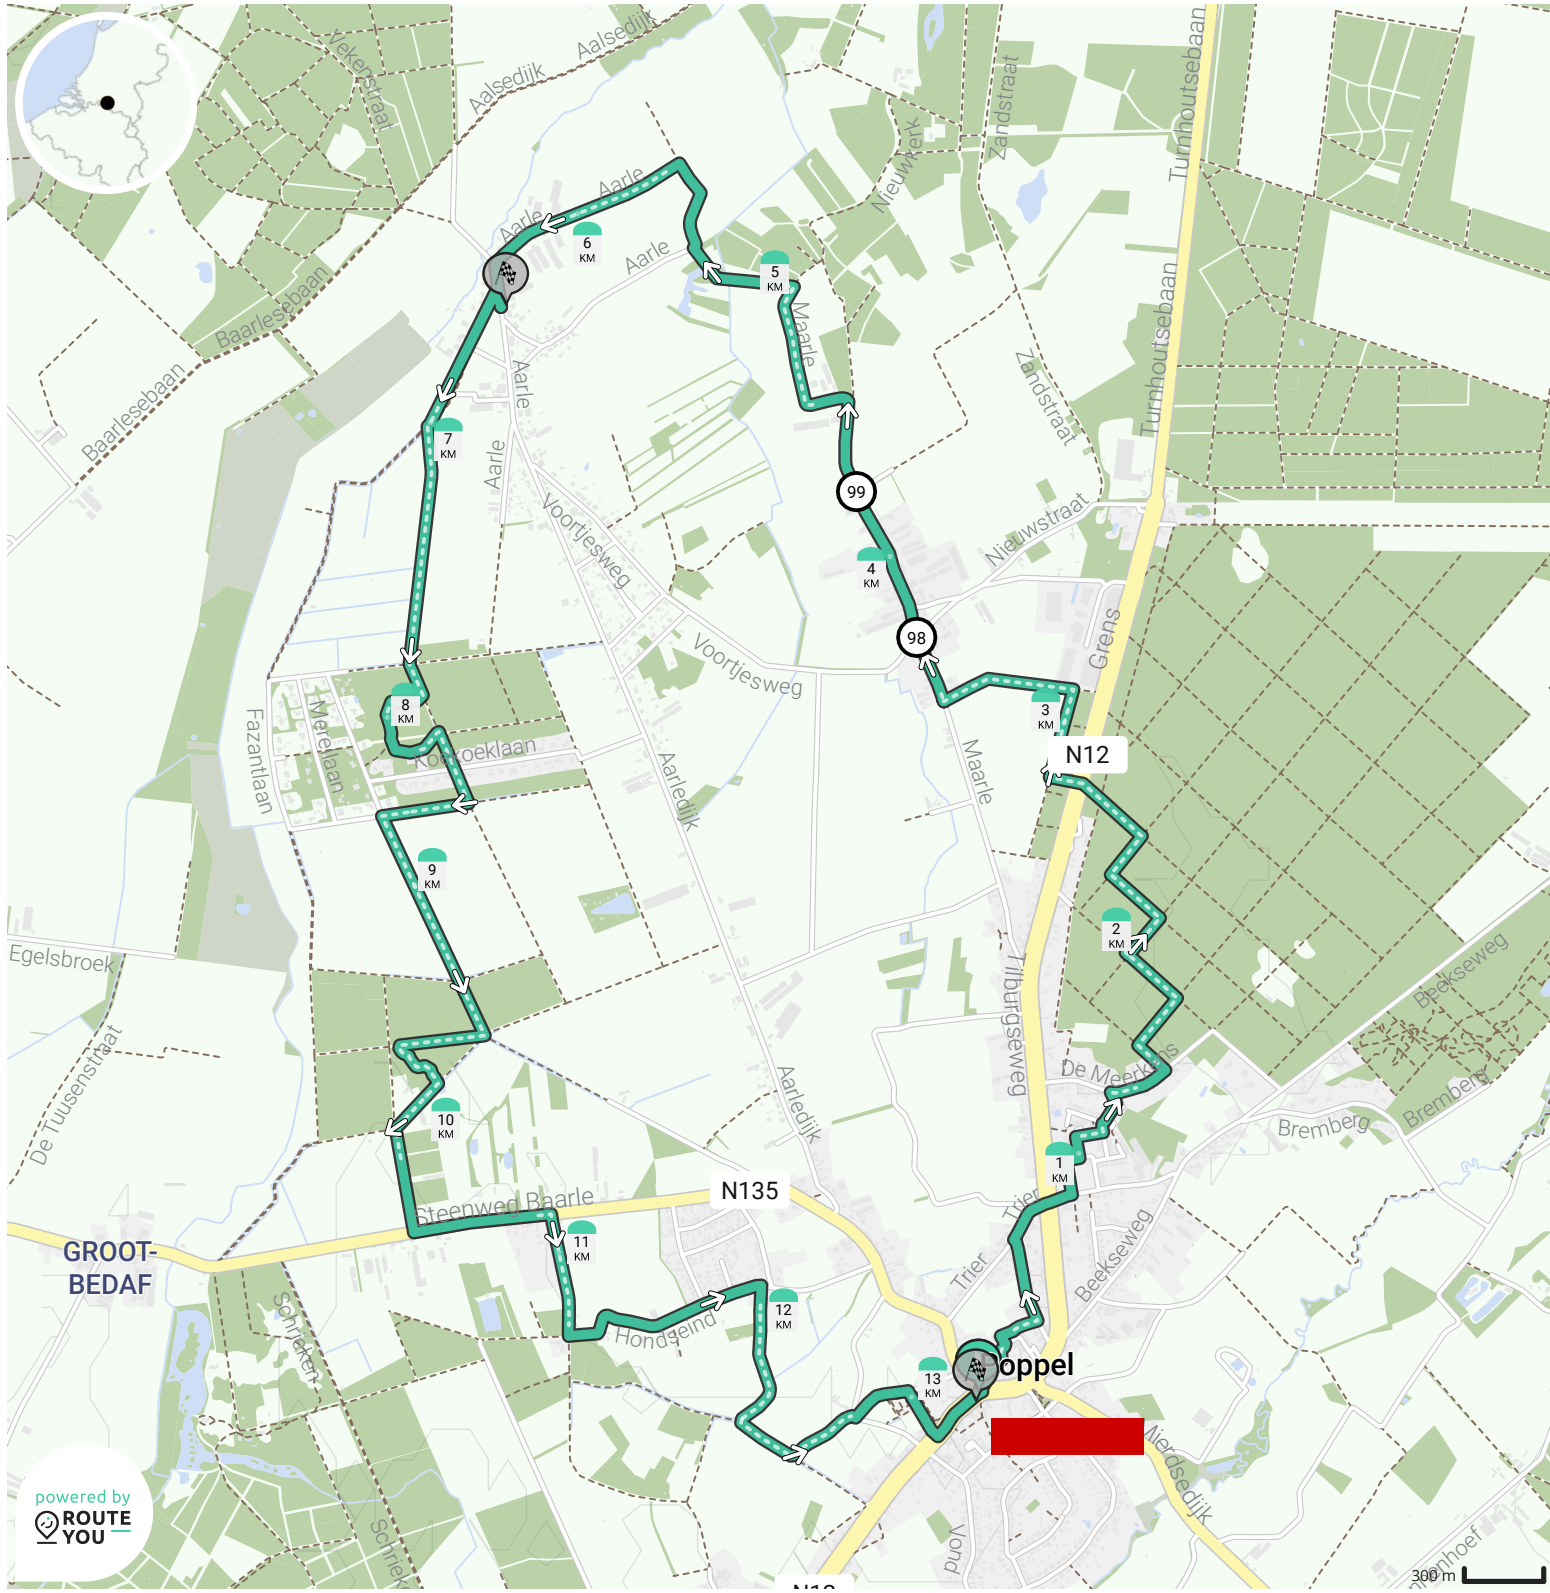 Vekenstraat
Aalsedijk
Aalsedijk
Zandstraat
Turnhoutsebaan
Nieuwkerk
Aarle
Aarle
Aarle
6
KM
5
KM
Baarlesebaan
Turnhoutsebaan
Maarle
Zandstraat
Baarlesebaan
Aarle
7
KM
Aarle
99
Voortjesweg
Nieuwstraat
4
KM
98
Grens
Voortjesweg
8
KM
3
KM
Fazantlaan
Merellaan
Koekoeklaan
N12
Maarle
Aarledijk
9
KM
2
KM
Egelsbroek
Beekseweg
Tilburgseweg
De Tuusenstraat
De Meerkens
Aarledijk
10
KM
Bremberg
Bremberg
1
KM
N135
Steenweg Baarle
Trier
11
KM
Beekseweg
GROOT-
BEDAF
Trier
Schrieken
12
KM
Hondseind
13
KM
Poppel
powered by
ROUTE
YOU
300 m